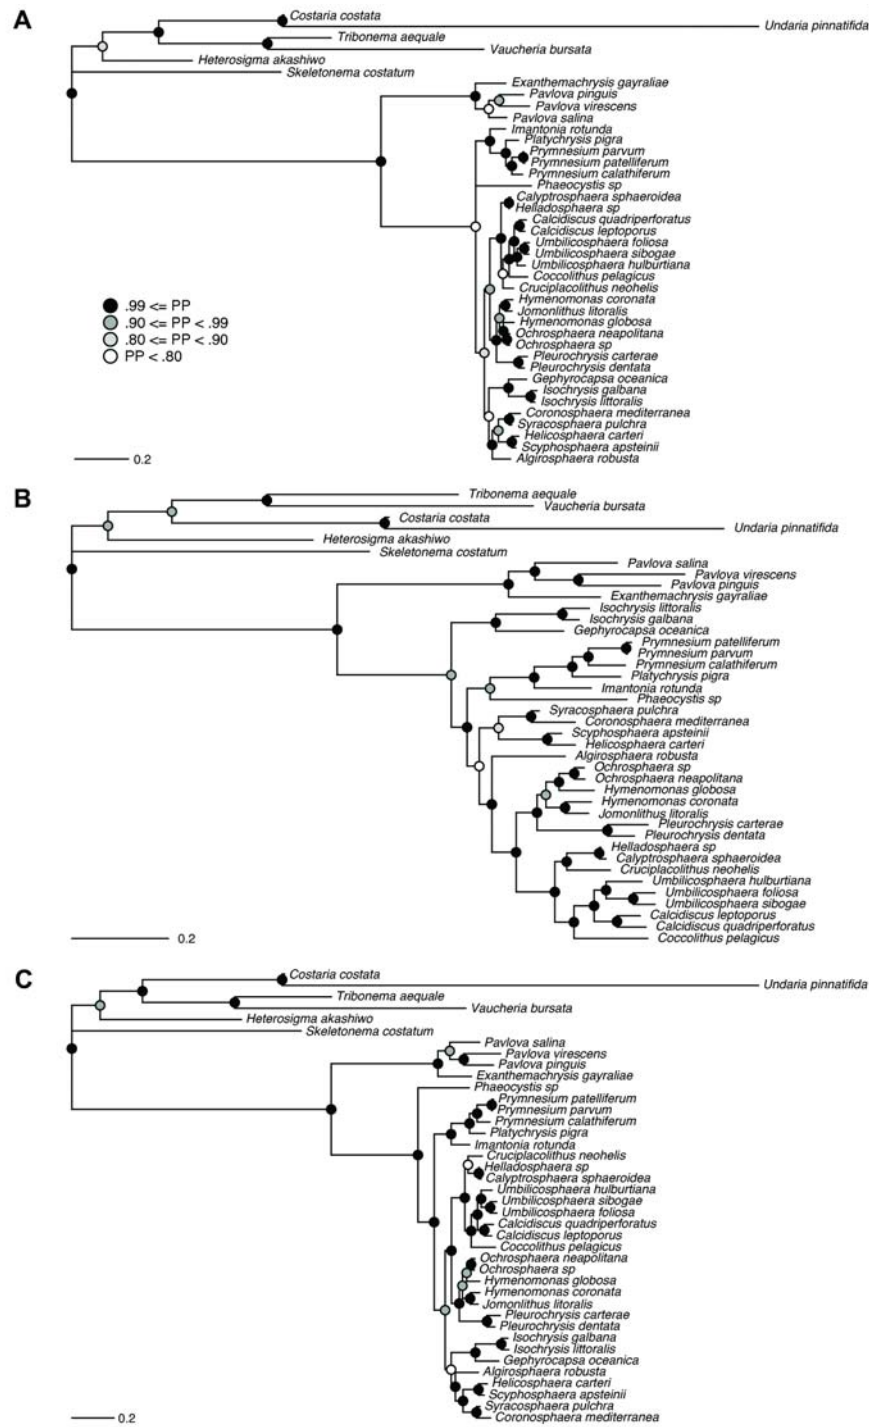 A
Costaria costata
Undaria pinnatifida
Tribonema aequale
Vaucheria bursata
Heterosigma akashiwo
Skeletonema costatum
Exanthemachrysis gayraliae
Pavlova pinguis
Pavlova virescens
Pavlova salina
Imantonia rotunda
Platychrysis pigra
Prymnesium parvum
Prymnesium patelliferum
Prymnesium calathiferum
Phaeocystis sp
Calyptrosphaera sphaeroidea
Helladosphaera sp
Calcidiscus quadriperforatus
Calcidiscus leptoporus
Umbilicosphaera foliosa
Umbilicosphaera sibogae
Umbilicosphaera hulburtiana
Coccolithus pelagicus
Cruciplacolithus neohelis
Hymenomonas coronata
Jomonlithus litoralis
Hymenomonas globosa
Ochrosphaera neapolitana
Ochrosphaera sp
Pleurochrysis carterae
Pleurochrysis dentata
Gephyrocapsa oceanica
Isochrysis galbana
Isochrysis littoralis
Coronosphaera mediterranea
Syracosphaera pulchra
Helicosphaera carteri
Scyphosphaera apsteinii
Algirosphaera robusta
.99 <= PP
.90 <= PP < .99
.80 <= PP < .90
PP < .80
0.2
B
Tribonema aequale
Vaucheria bursata
Costaria costata
Undaria pinnatifida
Heterosigma akashiwo
Skeletonema costatum
Pavlova salina
Pavlova virescens
Pavlova pinguis
Exanthemachrysis gayraliae
Isochrysis littoralis
Isochrysis galbana
Gephyrocapsa oceanica
Prymnesium patelliferum
Prymnesium parvum
Prymnesium calathiferum
Platychrysis pigra
Imantonia rotunda
Phaeocystis sp
Syracosphaera pulchra
Coronosphaera mediterranea
Scyphosphaera apsteinii
Helicosphaera carteri
Algirosphaera robusta
Ochrosphaera sp
Ochrosphaera neapolitana
Hymenomonas globosa
Hymenomonas coronata
Jomonlithus litoralis
Pleurochrysis carterae
Pleurochrysis dentata
Helladosphaera sp
Calyptrosphaera sphaeroidea
Cruciplacolithus neohelis
Umbilicosphaera hulburtiana
Umbilicosphaera foliosa
Umbilicosphaera sibogae
Calcidiscus leptoporus
Calcidiscus quadriperforatus
Coccolithus pelagicus
0.2
C
Costaria costata
Undaria pinnatifida
Tribonema aequale
Vaucheria bursata
Heterosigma akashiwo
Skeletonema costatum
Pavlova salina
Pavlova virescens
Pavlova pinguis
Exanthemachrysis gayraliae
Phaeocystis sp
Prymnesium patelliferum
Prymnesium parvum
Prymnesium calathiferum
Platychrysis pigra
Imantonia rotunda
Cruciplacolithus neohelis
Helladosphaera sp
Calyptrosphaera sphaeroidea
Umbilicosphaera hulburtiana
Umbilicosphaera sibogae
Umbilicosphaera foliosa
Calcidiscus quadriperforatus
Calcidiscus leptoporus
Coccolithus pelagicus
Ochrosphaera neapolitana
Ochrosphaera sp
Hymenomonas globosa
Hymenomonas coronata
Jomonlithus litoralis
Pleurochrysis carterae
Pleurochrysis dentata
Isochrysis galbana
Isochrysis littoralis
Gephyrocapsa oceanica
Algirosphaera robusta
Helicosphaera carteri
Scyphosphaera apsteinii
Syracosphaera pulchra
Coronosphaera mediterranea
0.2